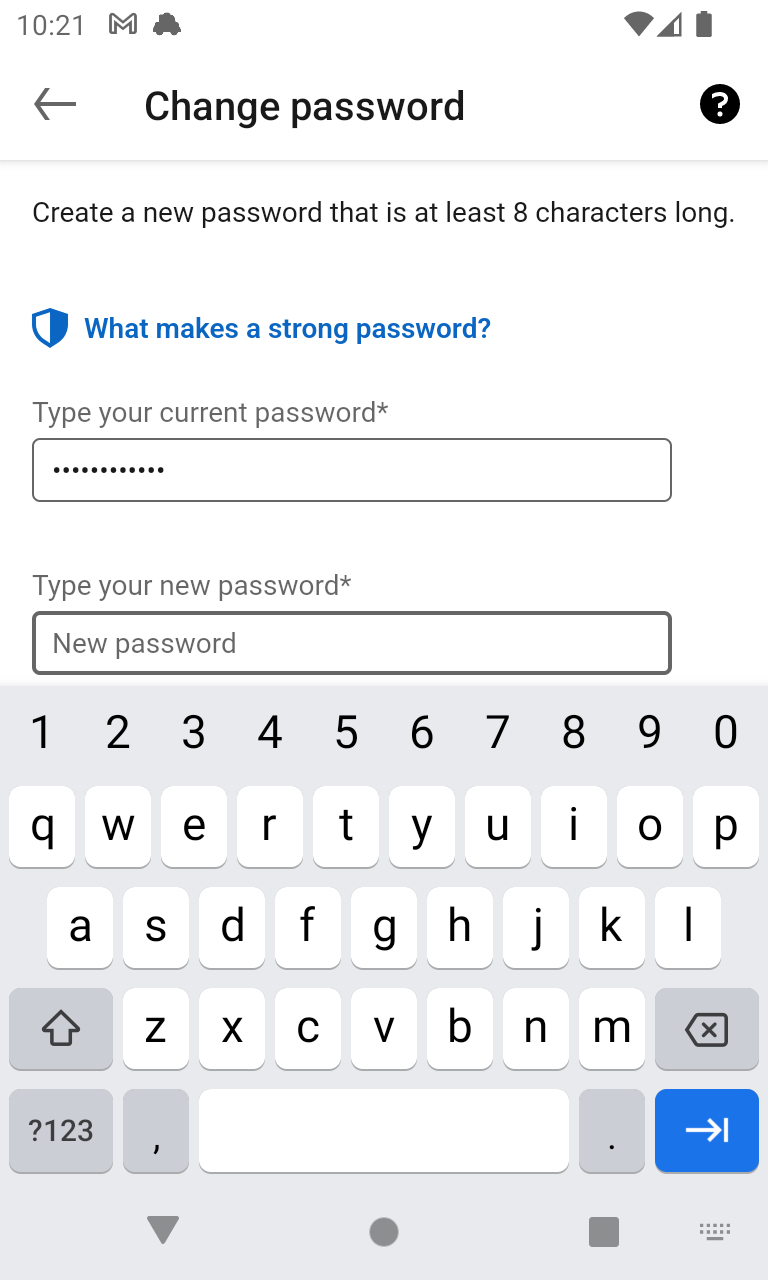 10:21
Change password
Create a new password that is at least 8 characters long.
What makes a strong password?
Type your current password*
••••••••••••
Type your new password*
New password
1 2 3 4 5 6 7 8 9 0
q w e r t y u i o p
a s d f g h j k l
z x c v b n m
?123 , .